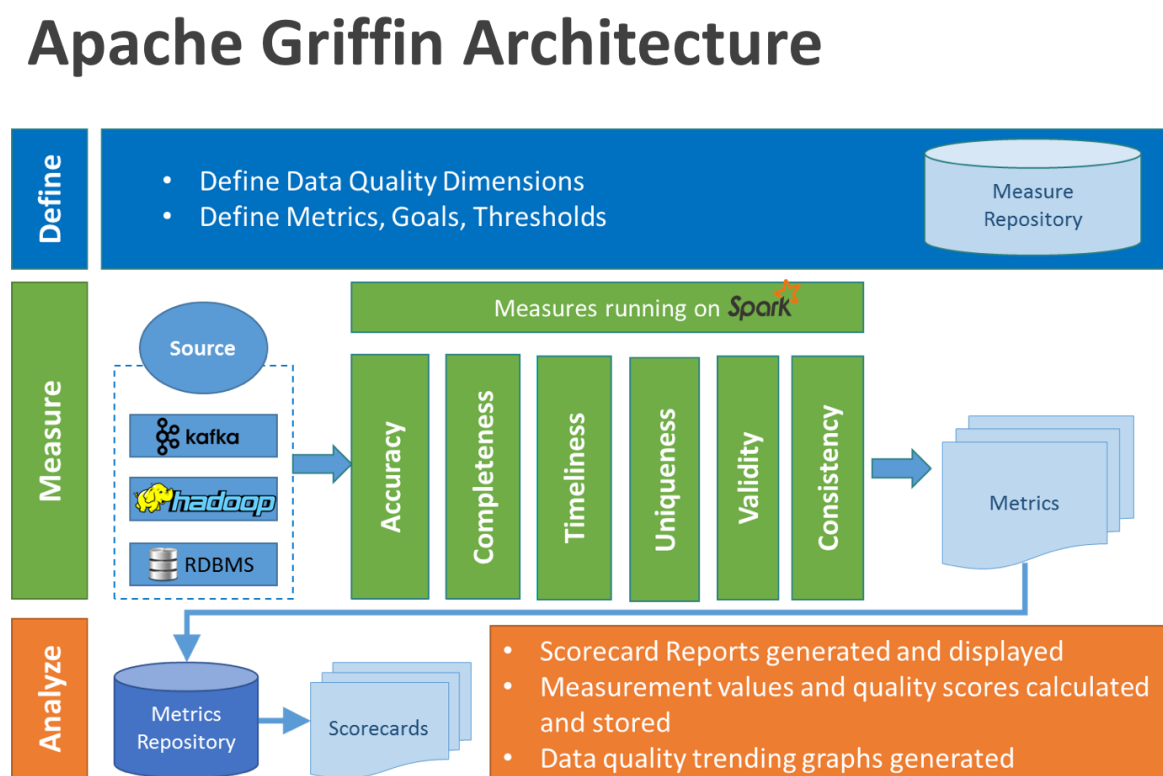 Apache Griffin Architecture
Define
• Define Data Quality Dimensions
• Define Metrics, Goals, Thresholds
Measure
Repository
Measure
Source
kafka
hadoop
RDBMS
Measures running on Spark
Accuracy
Completeness
Timeliness
Uniqueness
Validity
Consistency
Metrics
Analyze
Metrics
Repository
Scorecards
• Scorecard Reports generated and displayed
• Measurement values and quality scores calculated
and stored
• Data quality trending graphs generated